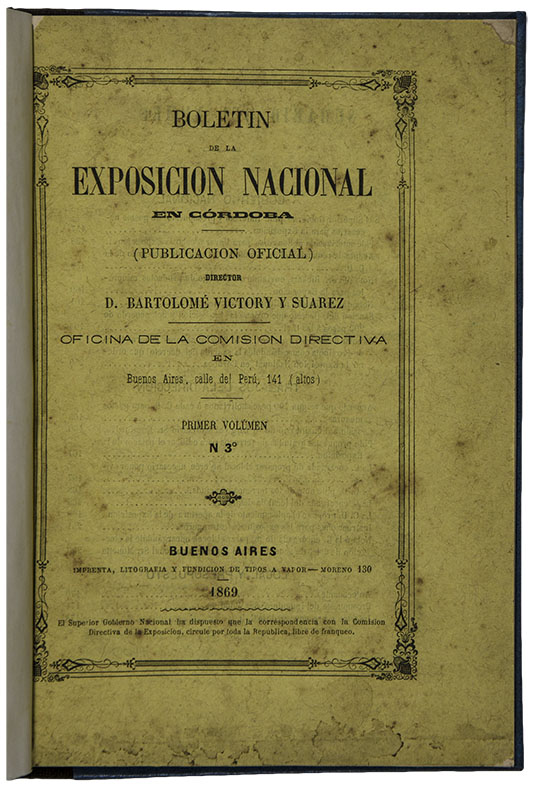 BOLETIN
DE LA
EXPOSICION NACIONAL
EN CÓRDOBA
(PUBLICACION OFICIAL)
DIRECTOR
D. BARTOLOMÉ VICTORY Y SUAREZ
OFICINA DE LA COMISION DIRECTIVA
EN
Buenos Aires, calle del Perú, 141 (altos)
PRIMER VOLÚMEN
N 3º
BUENOS AIRES
IMPRENTA, LITOGRAFIA Y FUNDICION DE TIPOS A VAPOR—MORENO 130
1869
El Superior Gobierno Nacional ha dispuesto que la correspondencia con la Comision
Directiva de la Exposicion, circule por toda la Republica, libre de franqueo.